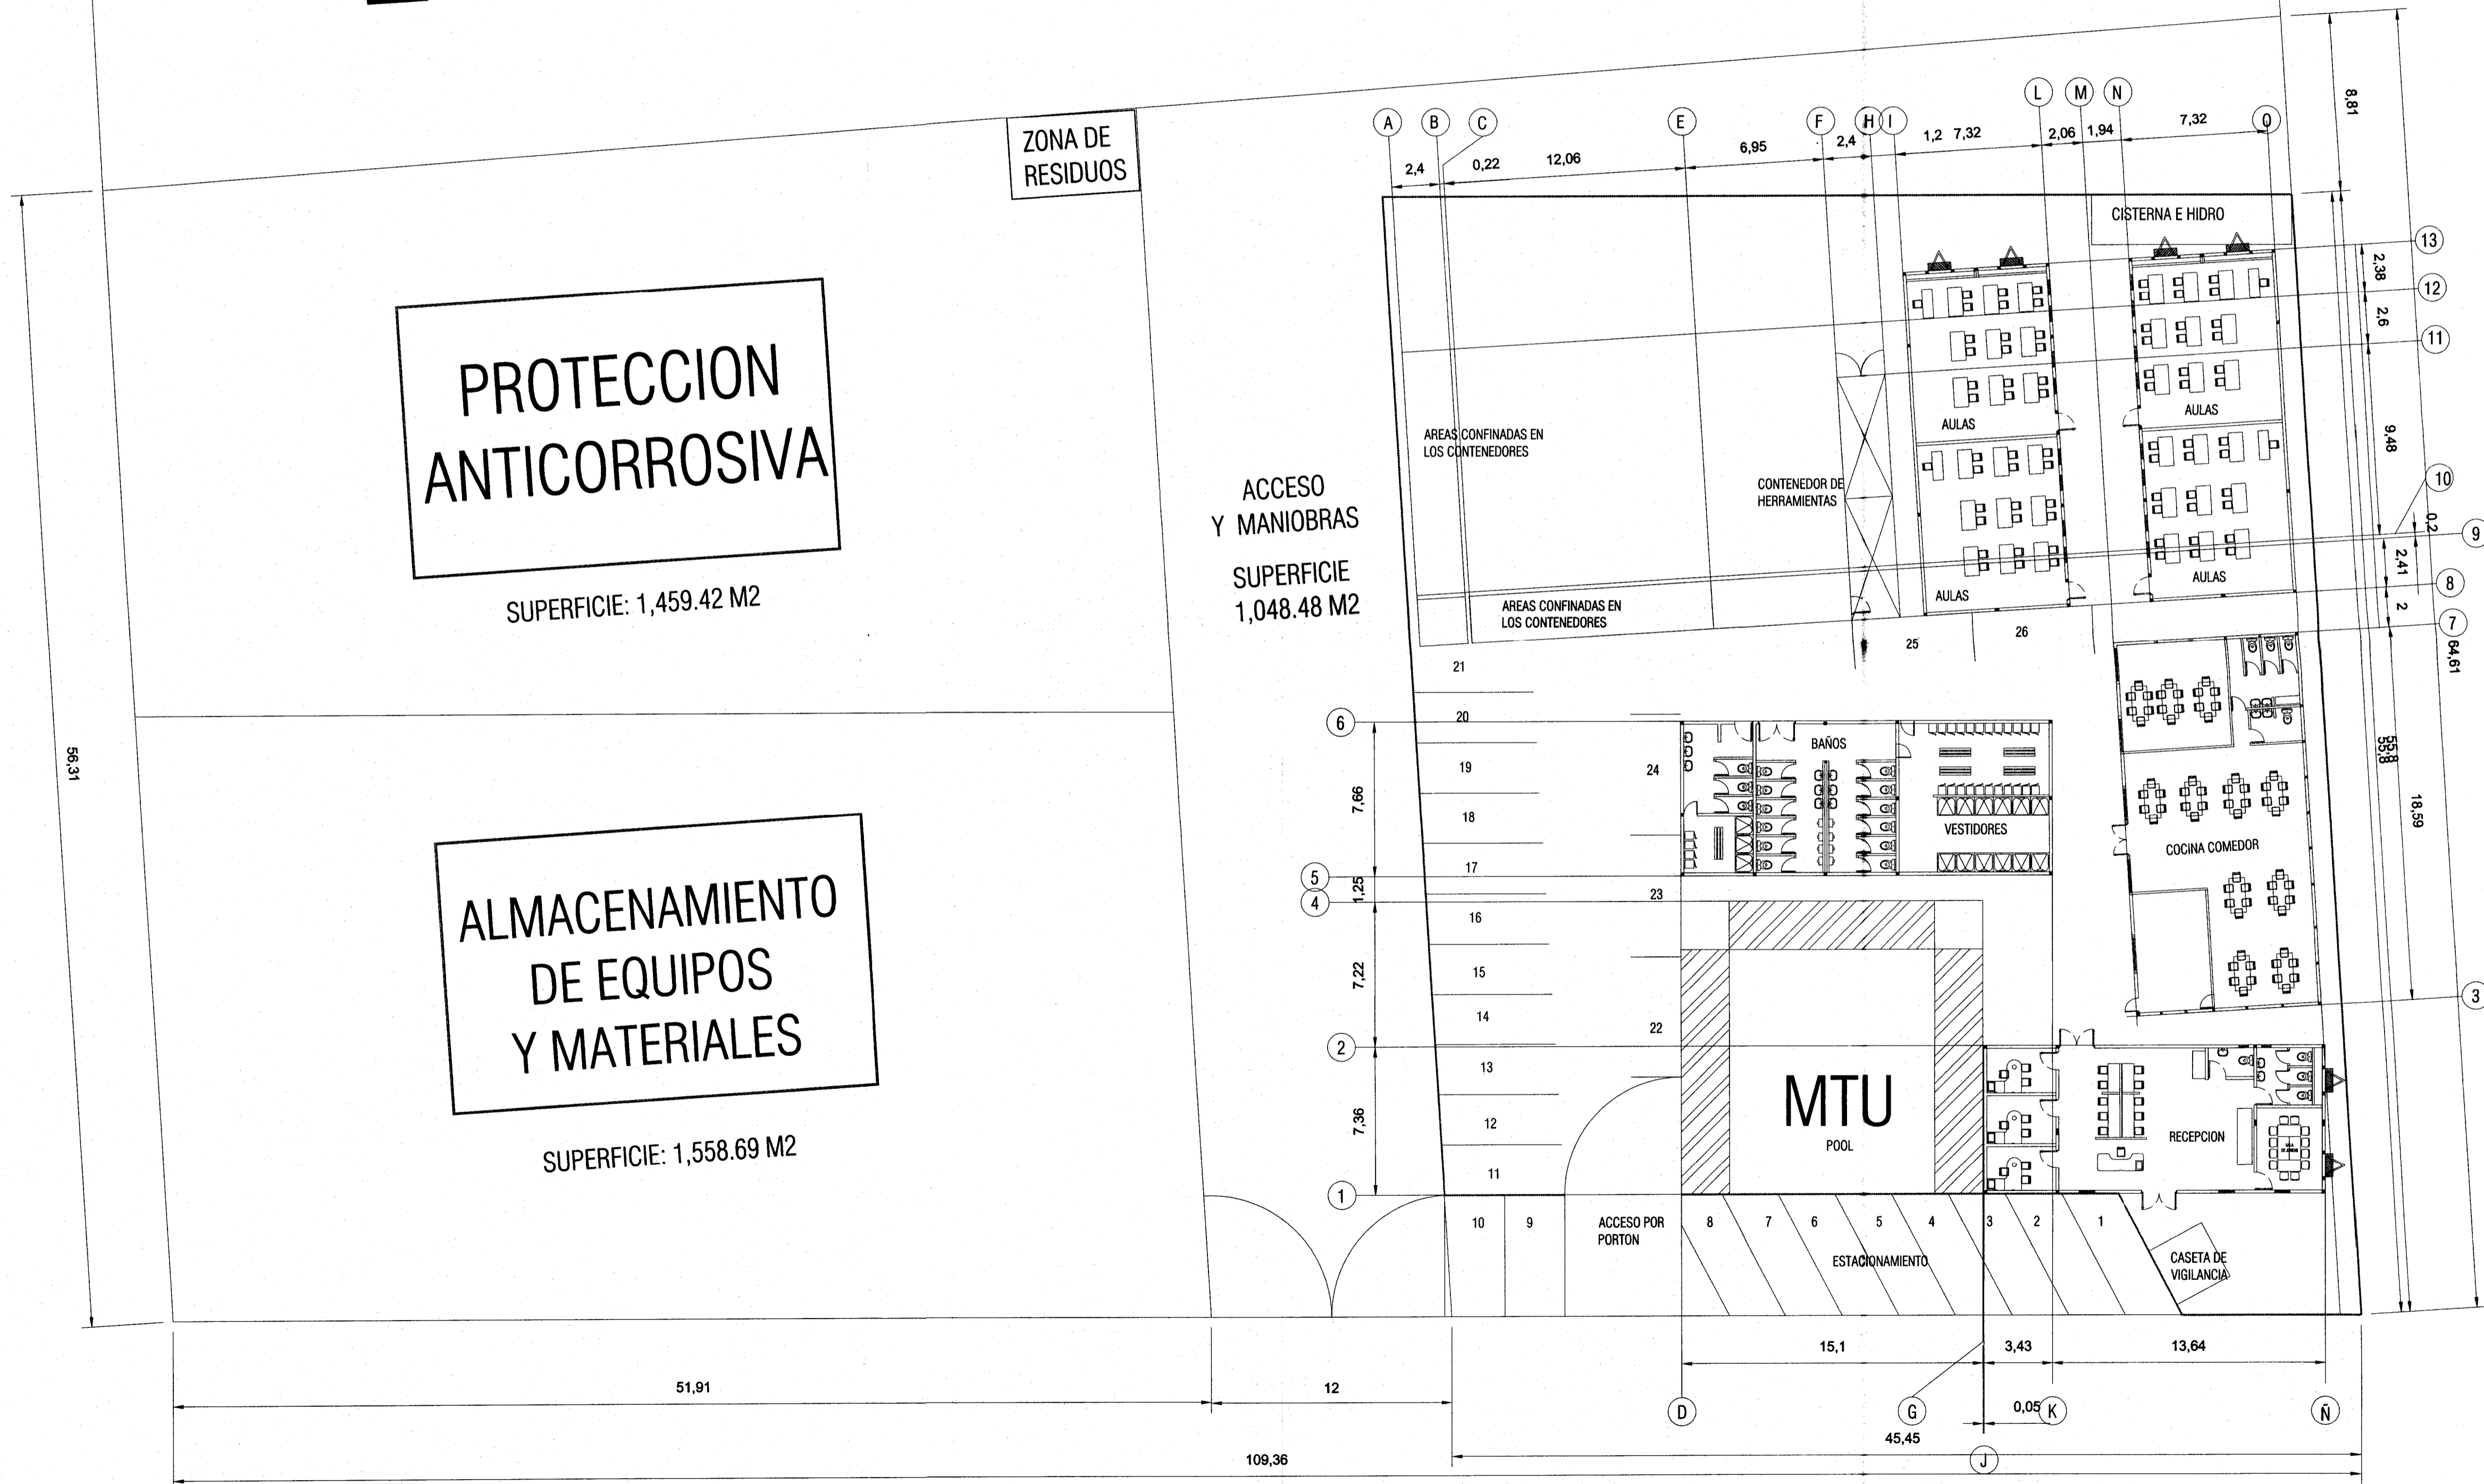 ZONA DE
RESIDUOS
PROTECCION
ANTICORROSIVA
SUPERFICIE: 1,459.42 M2
ALMACENAMIENTO
DE EQUIPOS
Y MATERIALES
SUPERFICIE: 1,558.69 M2
56,31
ACCESO
Y MANIOBRAS
SUPERFICIE
1,048.48 M2
A
B
C
E
F
H
I
L
M
N
O
2,4
0,22
12,06
6,95
2,4
1,2
7,32
2,06
1,94
7,32
8,81
CISTERNA E HIDRO
13
2,38
12
2,6
11
9,48
10
0,2
9
2,41
8
2
7
64,61
55,8
55,8
18,59
3
AREAS CONFINADAS EN
LOS CONTENEDORES
CONTENEDOR DE
HERRAMIENTAS
AULAS
AULAS
AULAS
AULAS
AREAS CONFINADAS EN
LOS CONTENEDORES
25
26
21
20
19
18
17
16
15
14
13
12
11
24
23
22
6
7,66
5
1,25
4
7,22
2
7,36
1
BAÑOS
VESTIDORES
COCINA COMEDOR
MTU
POOL
RECEPCION
10
9
ACCESO POR
PORTON
8
7
6
5
4
3
2
1
ESTACIONAMIENTO
CASETA DE
VIGILANCIA
15,1
3,43
13,64
51,91
12
D
G
0,05
K
Ñ
45,45
J
109,36